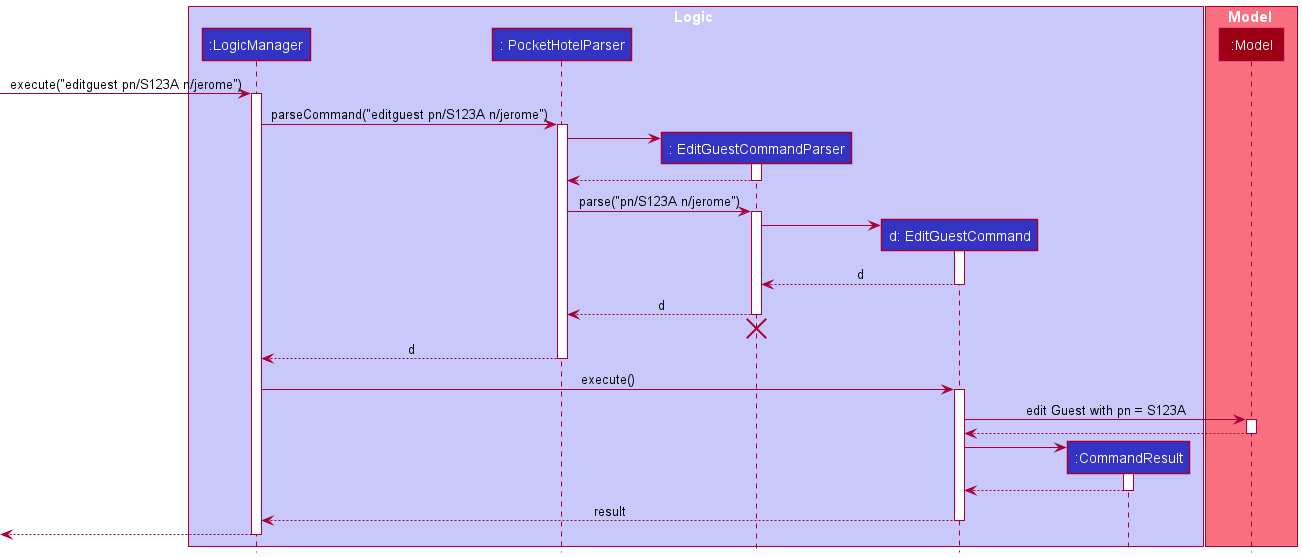 Logic
Model
:LogicManager
: PocketHotelParser
:Model
execute("editguest pn/S123A n/jerome")
parseCommand("editguest pn/S123A n/jerome")
: EditGuestCommandParser
parse("pn/S123A n/jerome")
d: EditGuestCommand
d
d
d
execute()
edit Guest with pn = S123A
:CommandResult
result